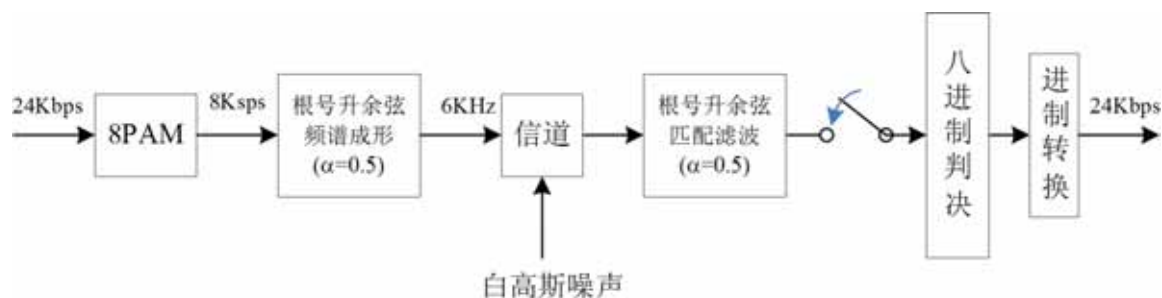 24Kbps
8PAM
8Ksps
根号升余弦
频谱成形
(α=0.5)
6KHz
信道
根号升余弦
匹配滤波
(α=0.5)
八进制判决
进制转换
24Kbps
白高斯噪声